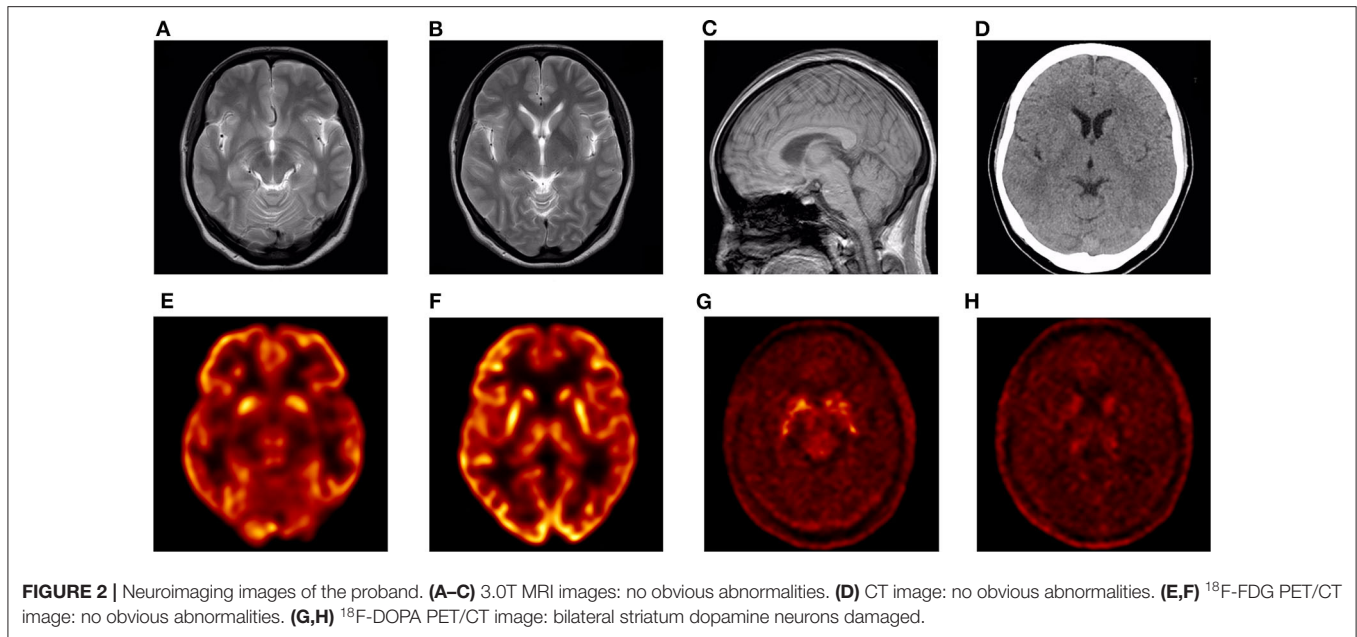 A
B
C
D
E
F
G
H
FIGURE 2 | Neuroimaging images of the proband. (A–C) 3.0T MRI images: no obvious abnormalities. (D) CT image: no obvious abnormalities. (E,F) ¹⁸F-FDG PET/CT
image: no obvious abnormalities. (G,H) ¹⁸F-DOPA PET/CT image: bilateral striatum dopamine neurons damaged.